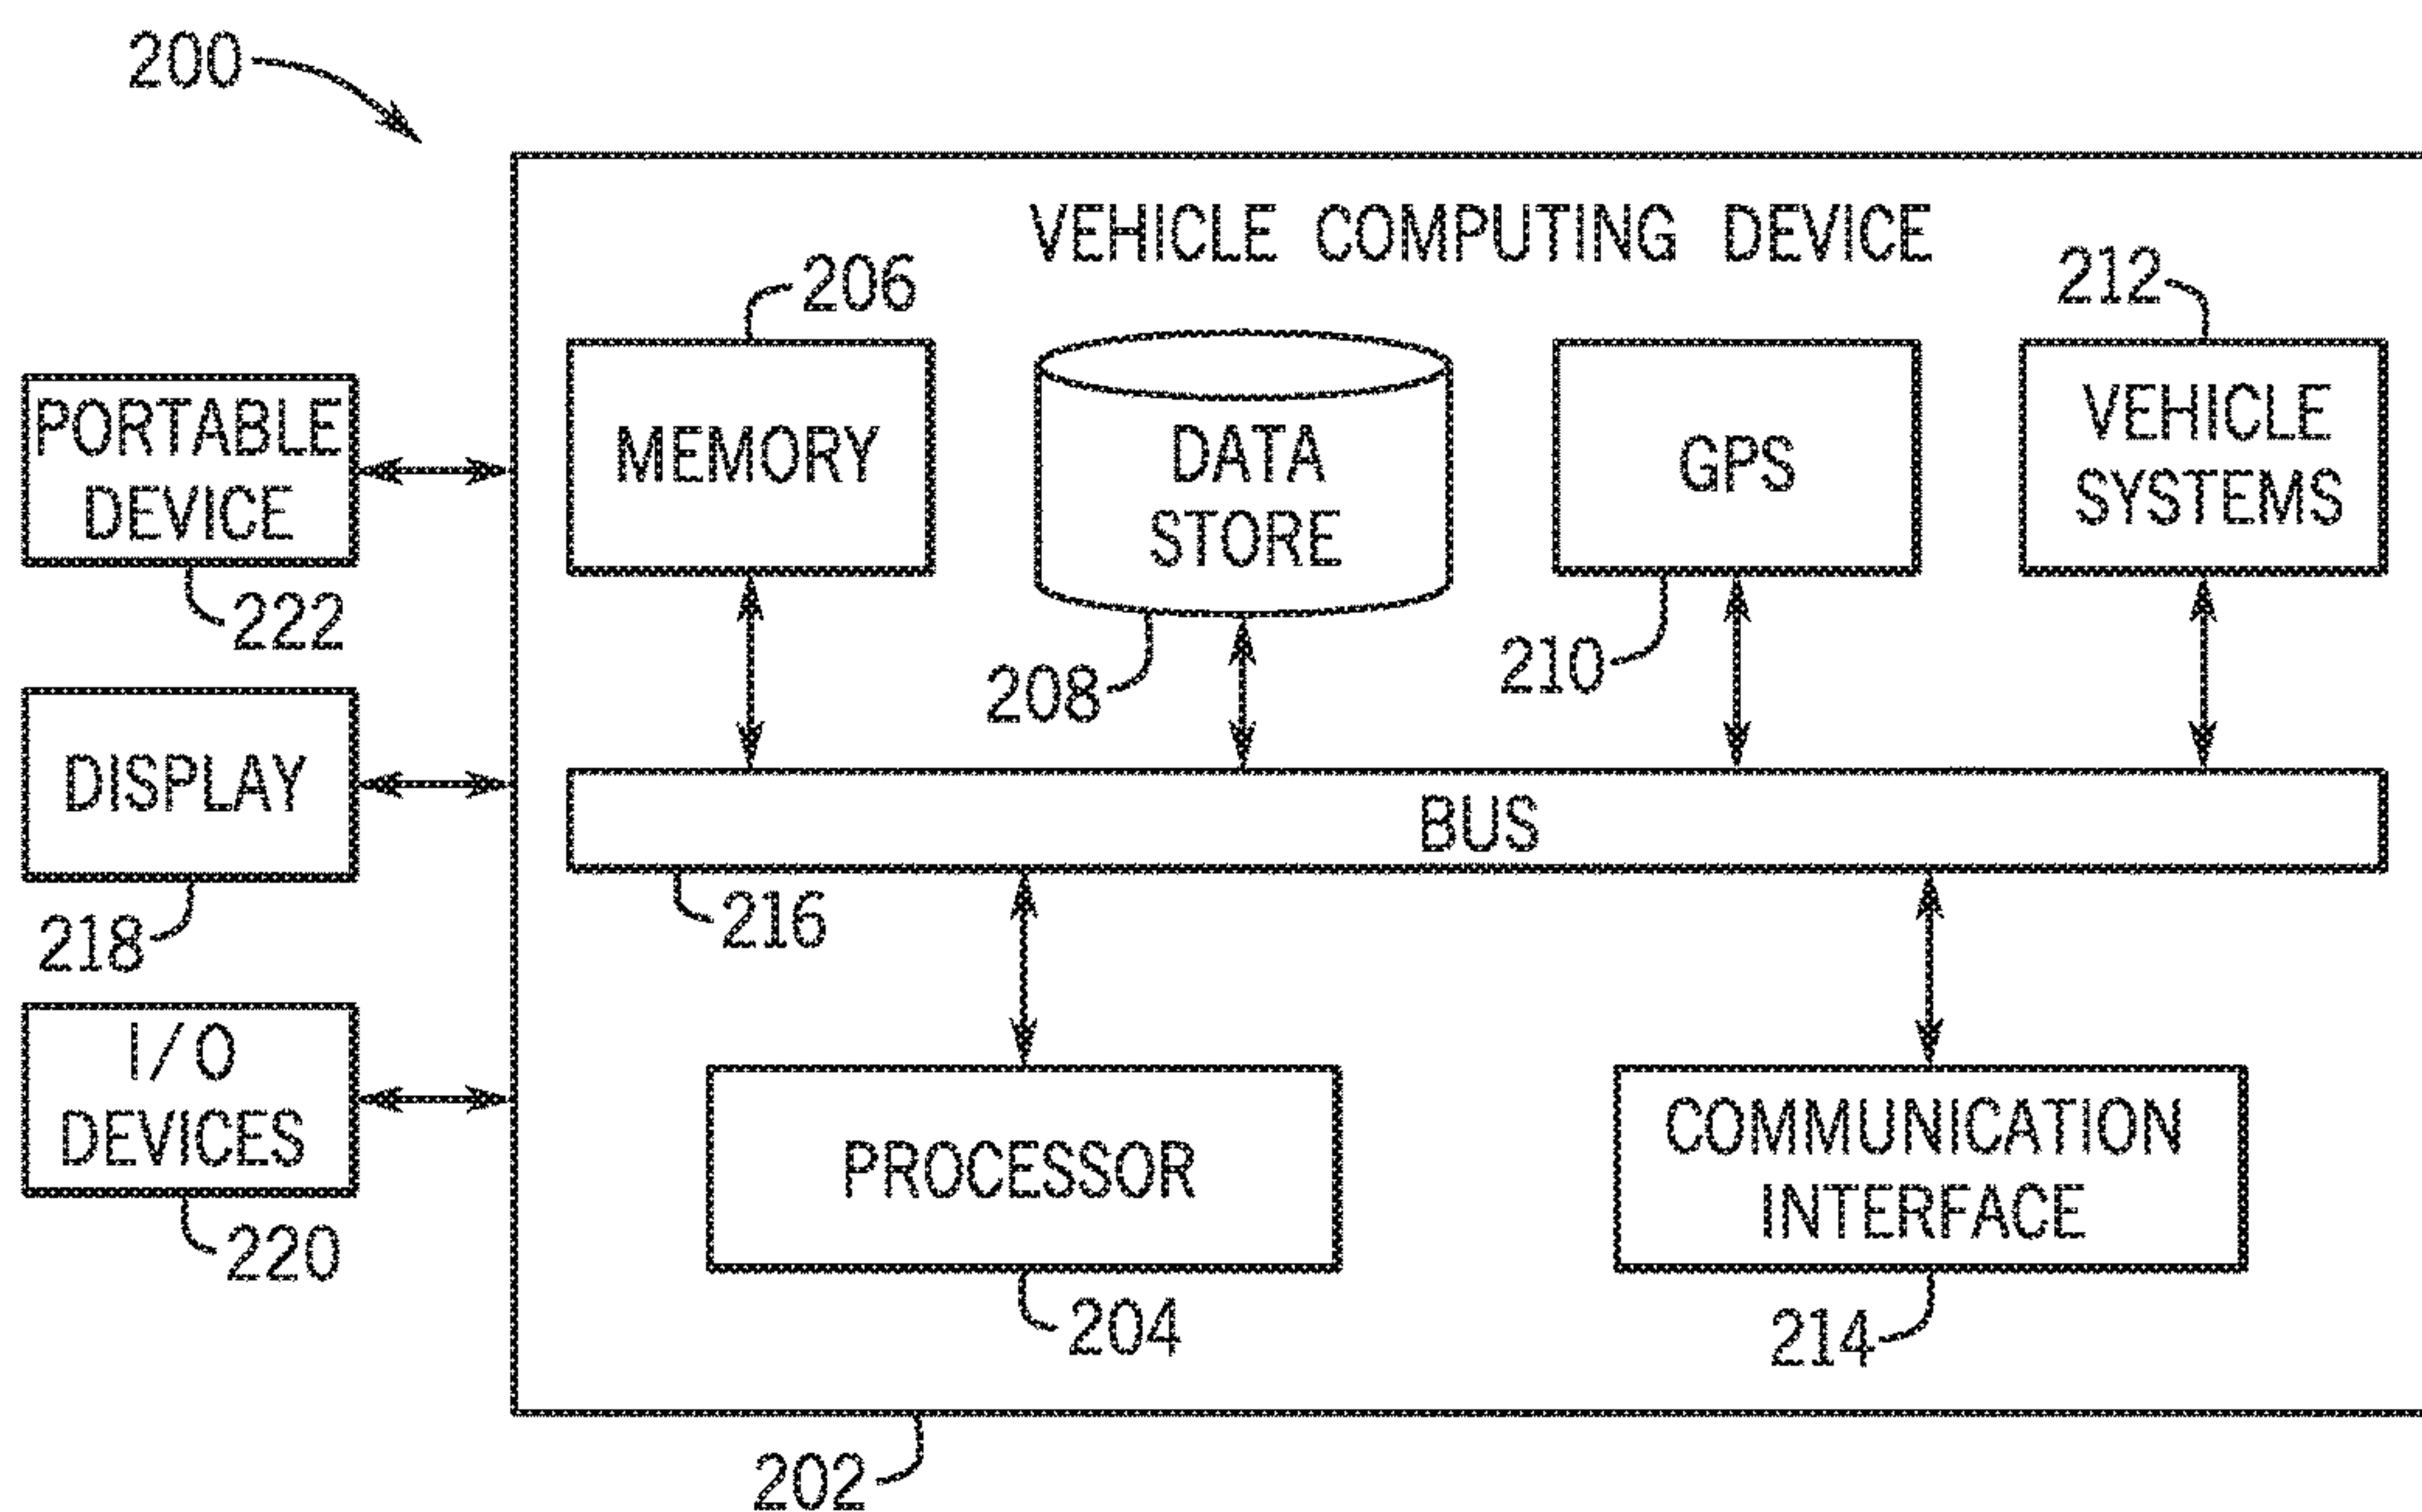 200
VEHICLE COMPUTING DEVICE
206
212
MEMORY
DATA
STORE
GPS
VEHICLE
SYSTEMS
PORTABLE
DEVICE
222
208
210
DISPLAY
218
BUS
216
I/O
DEVICES
220
PROCESSOR
COMMUNICATION
INTERFACE
204
214
202